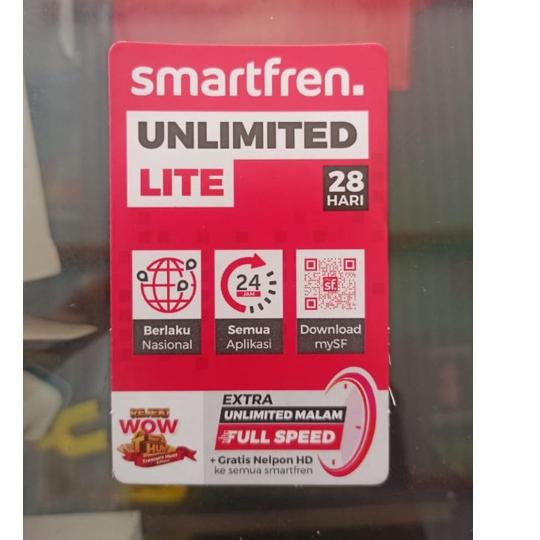 smartfren.
UNLIMITED
LITE
28
HARI
24
JAM
sf.
Berlaku
Nasional
Semua
Aplikasi
Download
mySF
REJEKI
WOW
EXTRA
UNLIMITED MALAM
FULL SPEED
+ Gratis Nelpon HD
ke semua smartfren